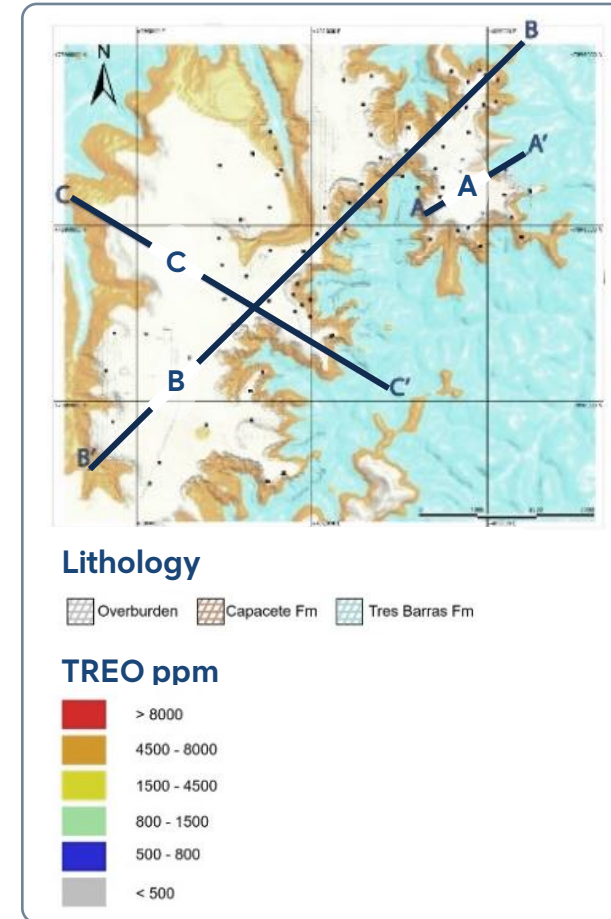 B
N
A'
A
A
C
C
B
C'
B'
Lithology
Overburden
Capacete Fm
Tres Barras Fm
TREO ppm
> 8000
4500 - 8000
1500 - 4500
800 - 1500
500 - 800
< 500